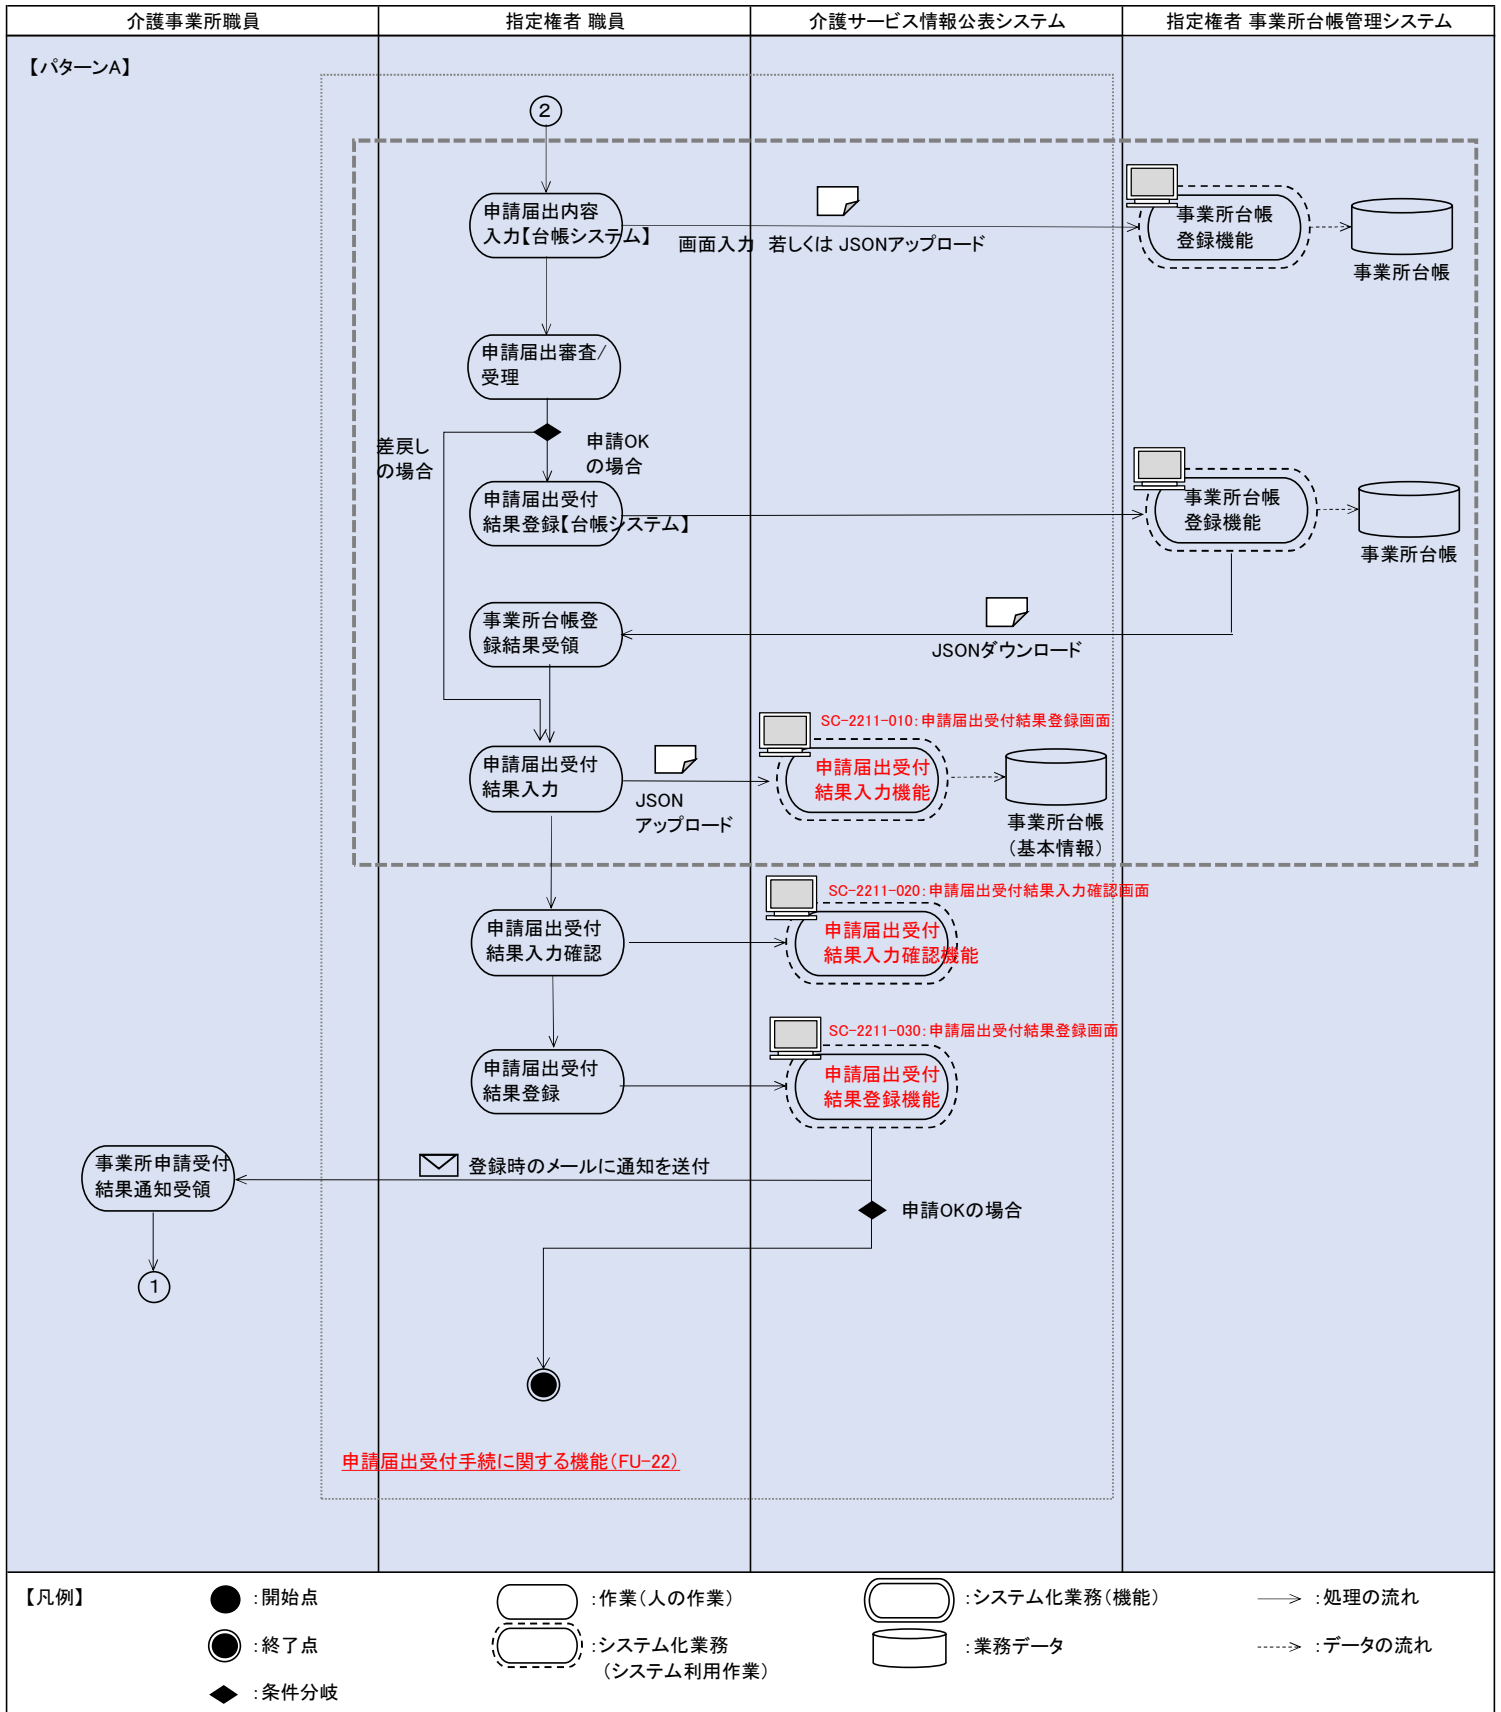 介護事業所職員
指定権者 職員
介護サービス情報公表システム
指定権者 事業所台帳管理システム
【パターンA】
2
申請届出内容
入力【台帳システム】
画面入力 若しくは JSONアップロード
事業所台帳
登録機能
事業所台帳
申請届出審査/
受理
差戻し
の場合
申請OK
の場合
申請届出受付
結果登録【台帳システム】
事業所台帳
登録機能
事業所台帳
事業所台帳登
録結果受領
JSONダウンロード
SC-2211-010:申請届出受付結果登録画面
申請届出受付
結果入力
JSON
アップロード
申請届出受付
結果入力機能
事業所台帳
（基本情報）
SC-2211-020:申請届出受付結果入力確認画面
申請届出受付
結果入力確認
申請届出受付
結果入力確認機能
SC-2211-030:申請届出受付結果登録画面
申請届出受付
結果登録
申請届出受付
結果登録機能
事業所申請受付
結果通知受領
登録時のメールに通知を送付
申請OKの場合
1
申請届出受付手続に関する機能(FU-22)
【凡例】
:開始点
:作業(人の作業)
:システム化業務(機能)
:処理の流れ
:終了点
:システム化業務
（システム利用作業）
:業務データ
:データの流れ
:条件分岐